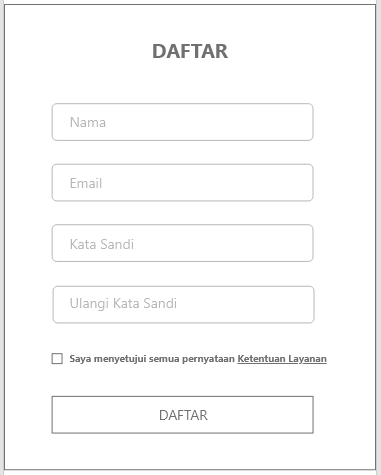 DAFTAR
Nama
Email
Kata Sandi
Ulangi Kata Sandi
Saya menyetujui semua pernyataan Ketentuan Layanan
DAFTAR